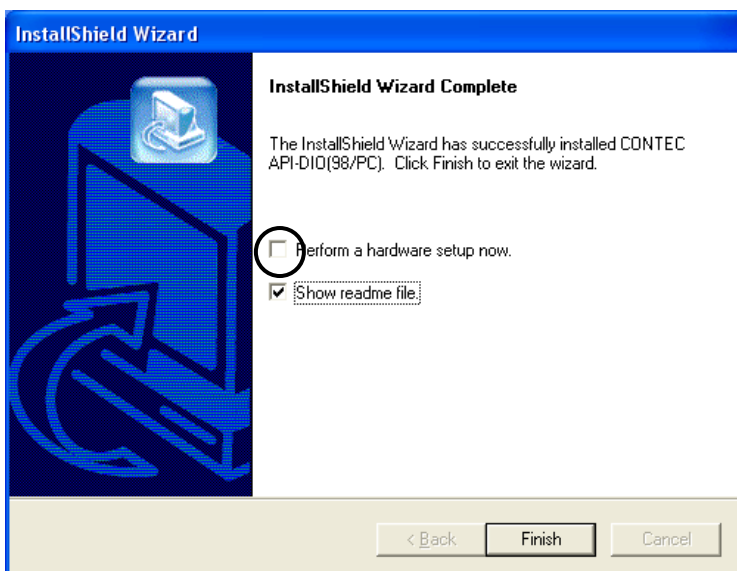 InstallShield Wizard
InstallShield Wizard Complete
The InstallShield Wizard has successfully installed CONTEC
API-DIO(98/PC). Click Finish to exit the wizard.
Perform a hardware setup now.
Show readme file.
< Back Finish Cancel